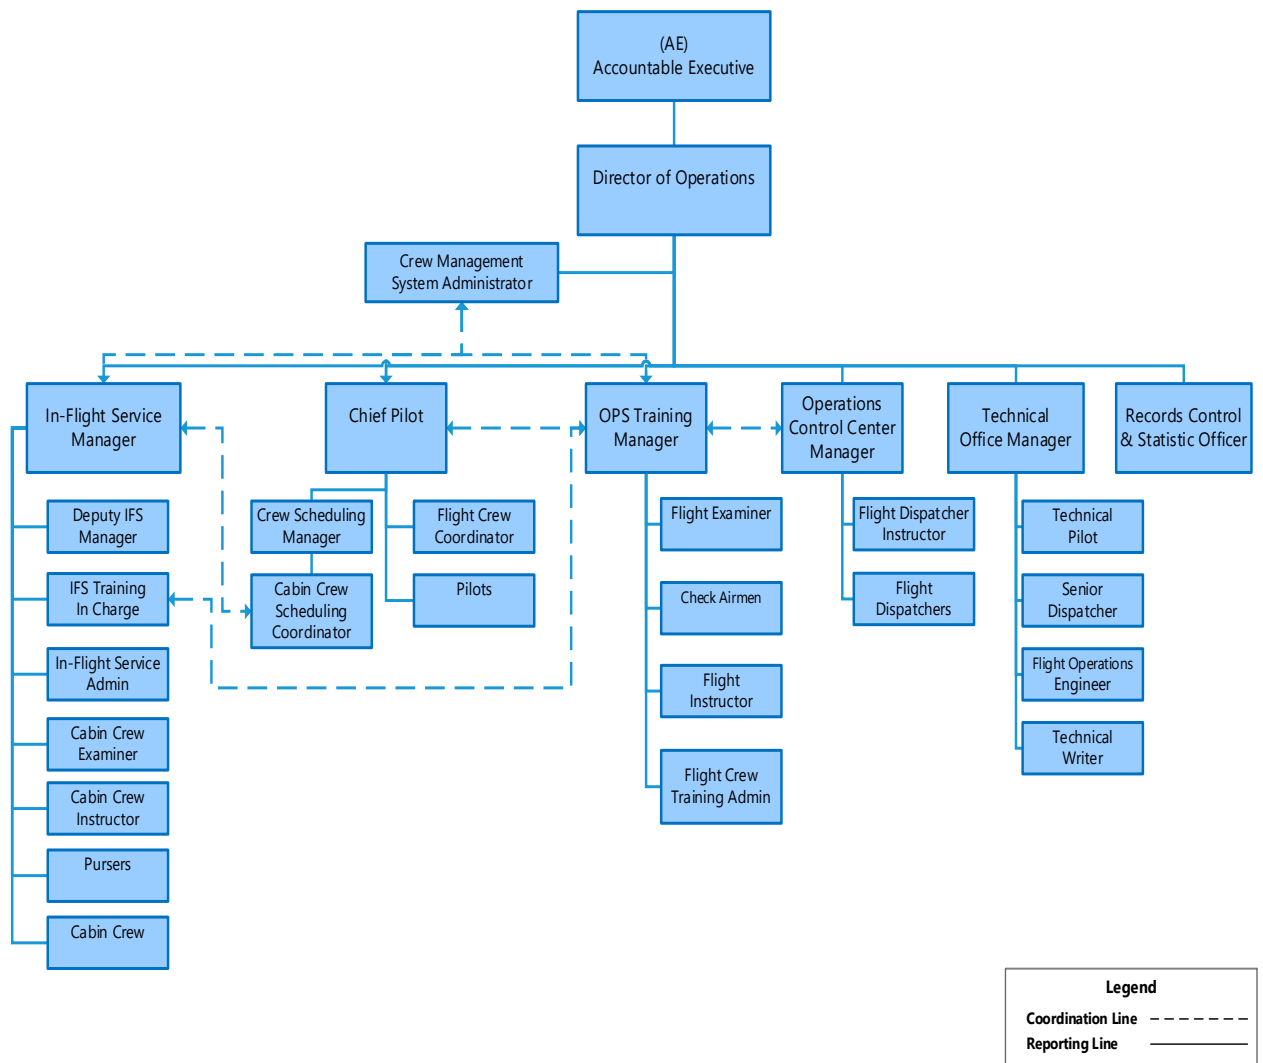 (AE)
Accountable Executive
Director of Operations
Crew Management
System Administrator
In-Flight Service
Manager
Chief Pilot
OPS Training
Manager
Operations
Control Center
Manager
Technical
Office Manager
Records Control
& Statistic Officer
Deputy IFS
Manager
IFS Training
In Charge
In-Flight Service
Admin
Cabin Crew
Examiner
Cabin Crew
Instructor
Pursers
Cabin Crew
Crew Scheduling
Manager
Cabin Crew
Scheduling
Coordinator
Flight Crew
Coordinator
Pilots
Flight Examiner
Check Airmen
Flight
Instructor
Flight Crew
Training Admin
Flight Dispatcher
Instructor
Flight
Dispatchers
Technical
Pilot
Senior
Dispatcher
Flight Operations
Engineer
Technical
Writer
Legend
Coordination Line
Reporting Line